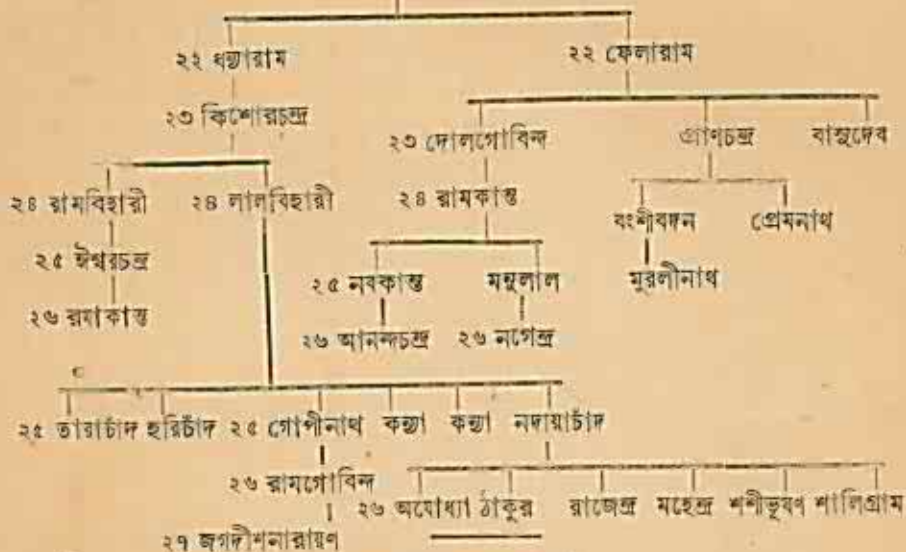 ২২ ধন্তারাম ২২ ফেলারাম
২৩ কিশোরচন্দ্র
২৩ দোলগোবিন্দ প্রাণচন্দ্র বাসুদেব
২৪ রামবিহারী ২৪ লালবিহারী ২৪ রামকান্ত
বংশীবদন প্রেমনাথ
২৫ ঈশ্বরচন্দ্র
২৫ নবকান্ত মন্নুলাল মুরলীনাথ
২৬ রমাকান্ত
২৬ আনন্দচন্দ্র ২৬ নগেন্দ্র
২৫ তারাচাঁদ হরিচাঁদ ২৫ গোপীনাথ কন্তা কন্তা নদায়াচাঁদ
২৬ রামগোবিন্দ
২৬ অযোধ্যা ঠাকুর রাজেন্দ্র মহেন্দ্র শশীভূষণ শালিগ্রাম
২৭ জগদীশনারায়ণ